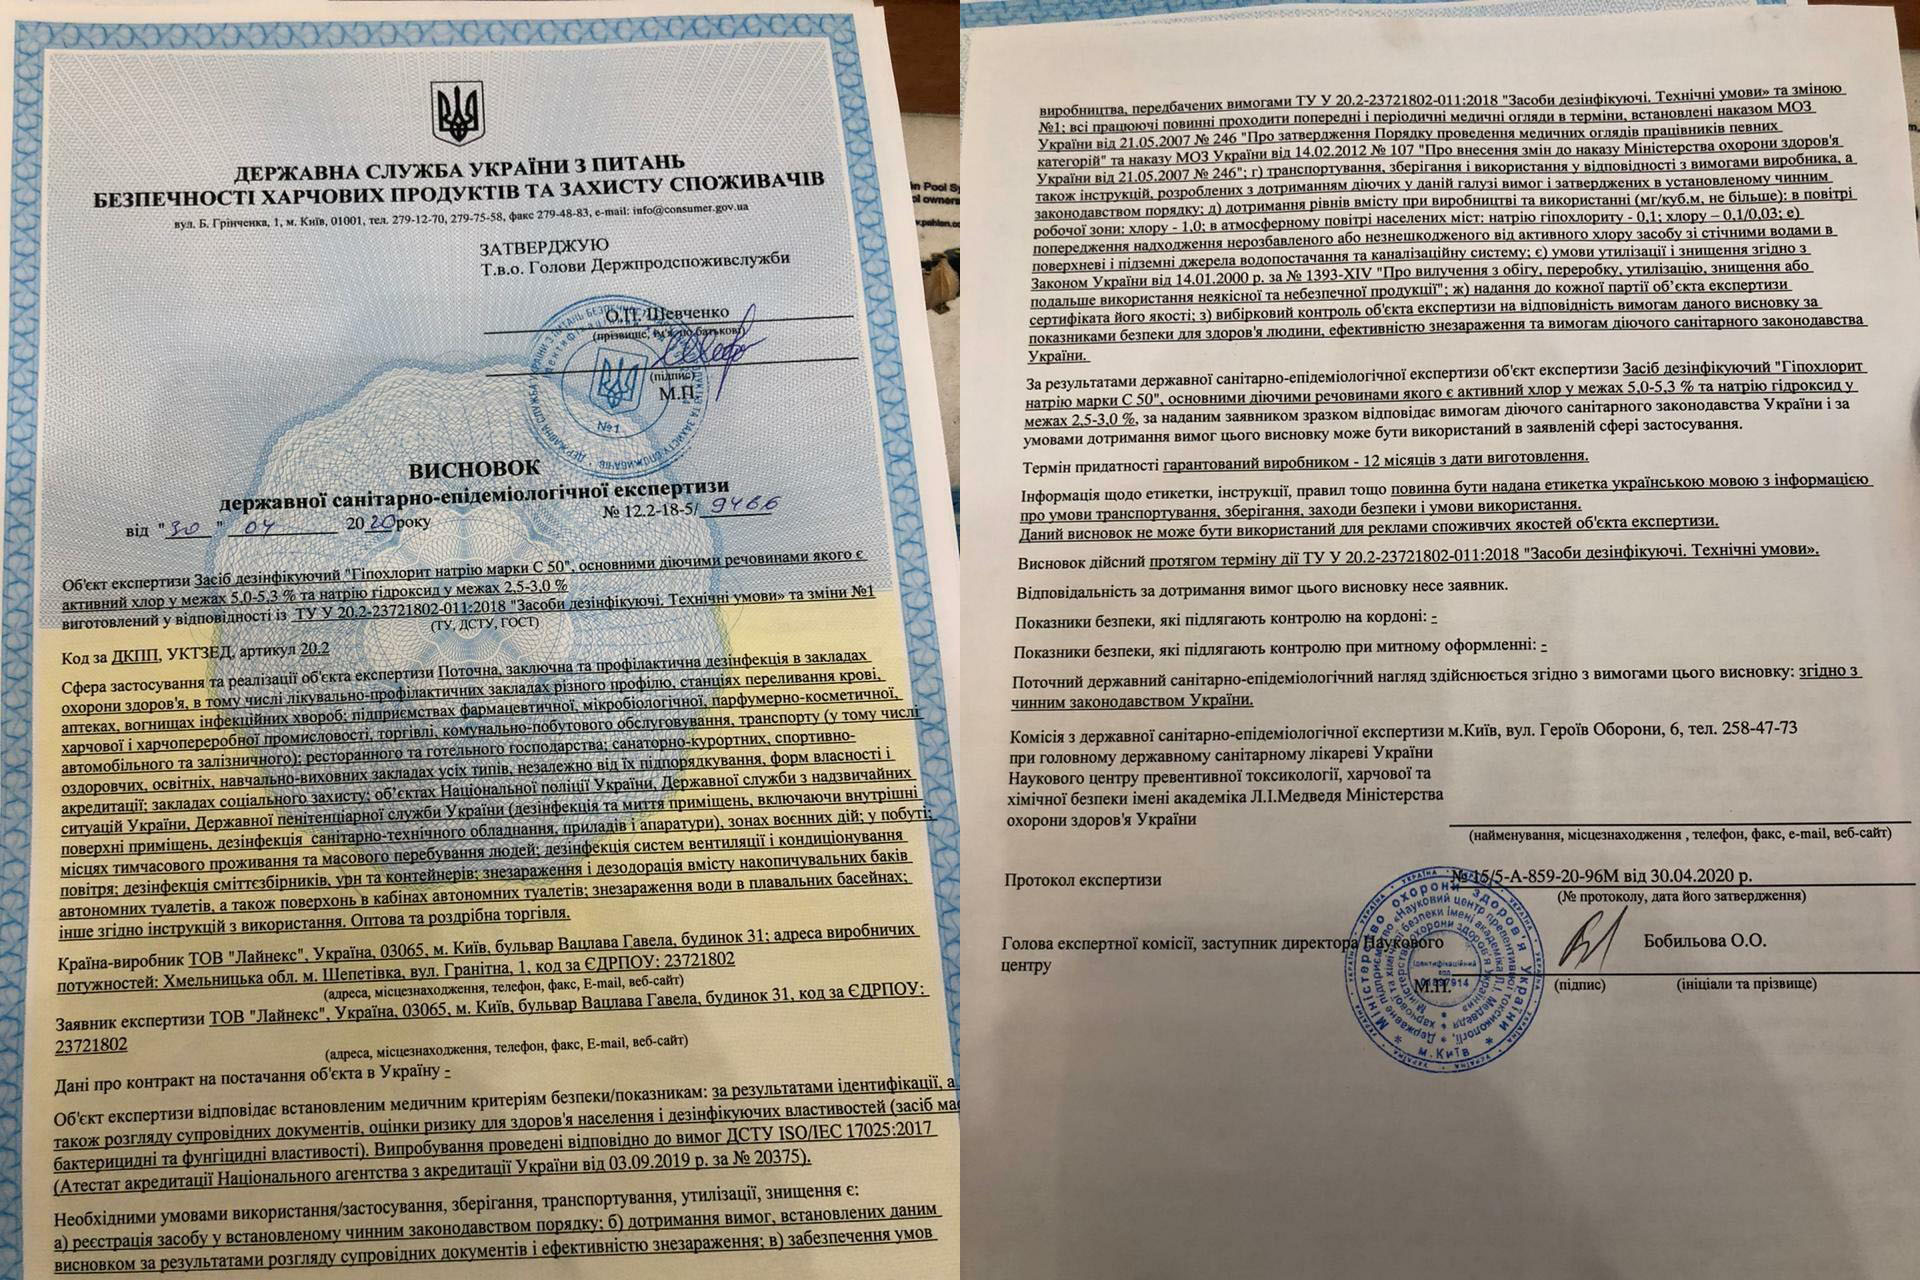 ДЕРЖАВНА СЛУЖБА УКРАЇНИ З ПИТАНЬ
БЕЗПЕЧНОСТІ ХАРЧОВИХ ПРОДУКТІВ ТА ЗАХИСТУ СПОЖИВАЧІВ
вул. Б. Грінченка, 1, м. Київ, 01001, тел. 279-12-70, 279-75-58, факс 279-48-83, e-mail: info@consumer.gov.ua
ЗАТВЕРДЖУЮ
Т.в.о. Голови Держпродспоживслужби
О.П. Шевченко
(прізвище, ім'я, по батькові)
(підпис)
М.П.
№1
ВИСНОВОК
державної санітарно-епідеміологічної експертизи
від "30" 04 2020 року № 12.2-18-5/ 9466
Об'єкт експертизи Засіб дезінфікуючий "Гіпохлорит натрію марки С 50", основними діючими речовинами якого є
активний хлор у межах 5,0-5,3 % та натрію гідроксид у межах 2,5-3,0 %
виготовлений у відповідності із ТУ У 20.2-23721802-011:2018 "Засоби дезінфікуючі. Технічні умови» та зміни №1
(ТУ, ДСТУ, ГОСТ)
Код за ДКПП, УКТЗЕД, артикул 20.2
Сфера застосування та реалізації об'єкта експертизи Поточна, заключна та профілактична дезінфекція в закладах
охорони здоров'я, в тому числі лікувально-профілактичних закладах різного профілю, станціях переливання крові,
аптеках, вогнищах інфекційних хвороб; підприємствах фармацевтичної, мікробіологічної, парфумерно-косметичної,
харчової і харчопереробної промисловості, торгівлі, комунально-побутового обслуговування, транспорту (у тому числі
автомобільного та залізничного); ресторанного та готельного господарства; санаторно-курортних, спортивно-
оздоровчих, освітніх, навчально-виховних закладах усіх типів, незалежно від їх підпорядкування, форм власності і
акредитації; закладах соціального захисту; об'єктах Національної поліції України, Державної служби з надзвичайних
ситуацій України, Державної пенітенціарної служби України (дезінфекція та миття приміщень, включаючи внутрішні
поверхні приміщень, дезінфекція санітарно-технічного обладнання, приладів і апаратури), зонах воєнних дій; у побуті;
місцях тимчасового проживання та масового перебування людей; дезінфекція систем вентиляції і кондиціонування
повітря; дезінфекція сміттєзбірників, урн та контейнерів; знезараження і дезодорація вмісту накопичувальних баків
автономних туалетів, а також поверхонь в кабінах автономних туалетів; знезараження води в плавальних басейнах;
інше згідно інструкцій з використання. Оптова та роздрібна торгівля.
Країна-виробник ТОВ "Лайнекс", Україна, 03065, м. Київ, бульвар Вацлава Гавела, будинок 31; адреса виробничих
потужностей: Хмельницька обл. м. Шепетівка, вул. Гранітна, 1, код за ЄДРПОУ: 23721802
(адреса, місцезнаходження, телефон, факс, E-mail, веб-сайт)
Заявник експертизи ТОВ "Лайнекс", Україна, 03065, м. Київ, бульвар Вацлава Гавела, будинок 31, код за ЄДРПОУ:
23721802
(адреса, місцезнаходження, телефон, факс, E-mail, веб-сайт)
Дані про контракт на постачання об'єкта в Україну -
Об'єкт експертизи відповідає встановленим медичним критеріям безпеки/показникам: за результатами ідентифікації, а
також розгляду супровідних документів, оцінки ризику для здоров'я населення і дезінфікуючих властивостей (засіб має
бактерицидні та фунгіцидні властивості). Випробування проведені відповідно до вимог ДСТУ ISO/IEC 17025:2017
(Атестат акредитації Національного агентства з акредитації України від 03.09.2019 р. за № 20375).
Необхідними умовами використання/застосування, зберігання, транспортування, утилізації, знищення є:
а) реєстрація засобу у встановленому чинним законодавством порядку; б) дотримання вимог, встановлених даним
висновком за результатами розгляду супровідних документів і ефективністю знезараження; в) забезпечення умов
виробництва, передбачених вимогами ТУ У 20.2-23721802-011:2018 "Засоби дезінфікуючі. Технічні умови» та зміною
№1; всі працюючі повинні проходити попередні і періодичні медичні огляди в терміни, встановлені наказом МОЗ
України від 21.05.2007 № 246 "Про затвердження Порядку проведення медичних оглядів працівників певних
категорій" та наказу МОЗ України від 14.02.2012 № 107 "Про внесення змін до наказу Міністерства охорони здоров'я
України від 21.05.2007 № 246"; г) транспортування, зберігання і використання у відповідності з вимогами виробника, а
також інструкцій, розроблених з дотриманням діючих у даній галузі вимог і затверджених в установленому чинним
законодавством порядку; д) дотримання рівнів вмісту при виробництві та використанні (мг/куб.м, не більше): в повітрі
робочої зони: хлору - 1,0; в атмосферному повітрі населених міст: натрію гіпохлориту - 0,1; хлору – 0,1/0,03; е)
попередження надходження нерозбавленого або незнешкодженого від активного хлору засобу зі стічними водами в
поверхневі і підземні джерела водопостачання та каналізаційну систему; є) умови утилізації і знищення згідно з
Законом України від 14.01.2000 р. за № 1393-XIV "Про вилучення з обігу, переробку, утилізацію, знищення або
подальше використання неякісної та небезпечної продукції"; ж) надання до кожної партії об'єкта експертизи
сертифіката його якості; з) вибірковий контроль об'єкта експертизи на відповідність вимогам даного висновку за
показниками безпеки для здоров'я людини, ефективністю знезараження та вимогам діючого санітарного законодавства
України.
За результатами державної санітарно-епідеміологічної експертизи об'єкт експертизи Засіб дезінфікуючий "Гіпохлорит
натрію марки С 50", основними діючими речовинами якого є активний хлор у межах 5,0-5,3 % та натрію гідроксид у
межах 2,5-3,0 %, за наданим заявником зразком відповідає вимогам діючого санітарного законодавства України і за
умовами дотримання вимог цього висновку може бути використаний в заявленій сфері застосування.
Термін придатності гарантований виробником - 12 місяців з дати виготовлення.
Інформація щодо етикетки, інструкції, правил тощо повинна бути надана етикетка українською мовою з інформацією
про умови транспортування, зберігання, заходи безпеки і умови використання.
Даний висновок не може бути використаний для реклами споживчих якостей об'єкта експертизи.
Висновок дійсний протягом терміну дії ТУ У 20.2-23721802-011:2018 "Засоби дезінфікуючі. Технічні умови».
Відповідальність за дотримання вимог цього висновку несе заявник.
Показники безпеки, які підлягають контролю на кордоні: -
Показники безпеки, які підлягають контролю при митному оформленні: -
Поточний державний санітарно-епідеміологічний нагляд здійснюється згідно з вимогами цього висновку: згідно з
чинним законодавством України.
Комісія з державної санітарно-епідеміологічної експертизи м.Київ, вул. Героїв Оборони, 6, тел. 258-47-73
при головному державному санітарному лікареві України
Наукового центру превентивної токсикології, харчової та
хімічної безпеки імені академіка Л.І.Медведя Міністерства
охорони здоров'я України
(найменування, місцезнаходження , телефон, факс, e-mail, веб-сайт)
Протокол експертизи № 15/5-А-859-20-96М від 30.04.2020 р.
(№ протоколу, дата його затвердження)
Голова експертної комісії, заступник директора Наукового
центру
Бобильова О.О.
М.П.
(підпис) (ініціали та прізвище)
Міністерство охорони здоров'я України
м. Київ